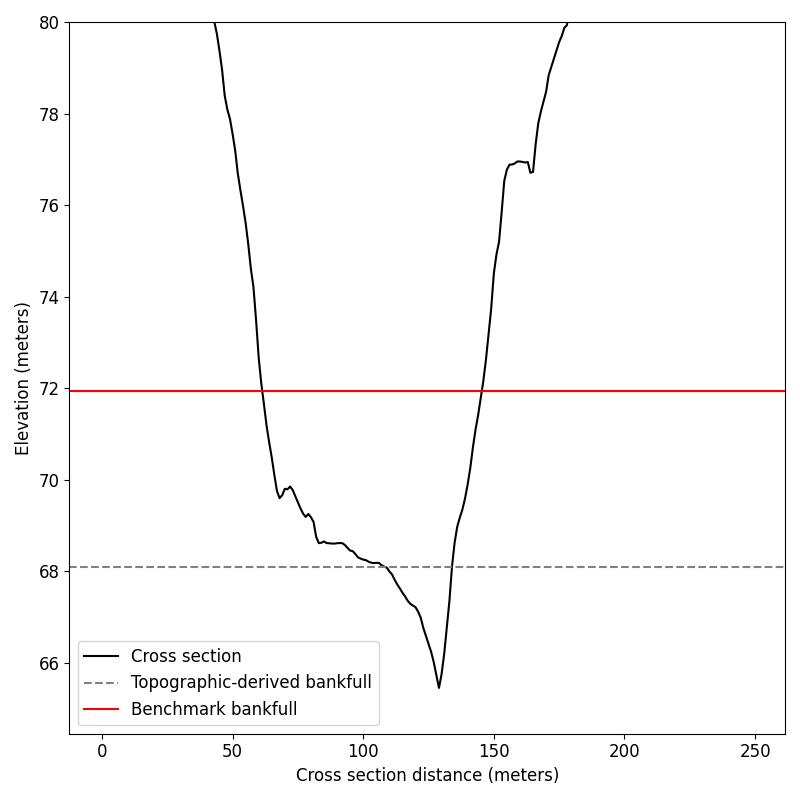 80
78
76
74
72
70
68
66
Elevation (meters)
Cross section
Topographic-derived bankfull
Benchmark bankfull
0
50
100
150
200
250
Cross section distance (meters)